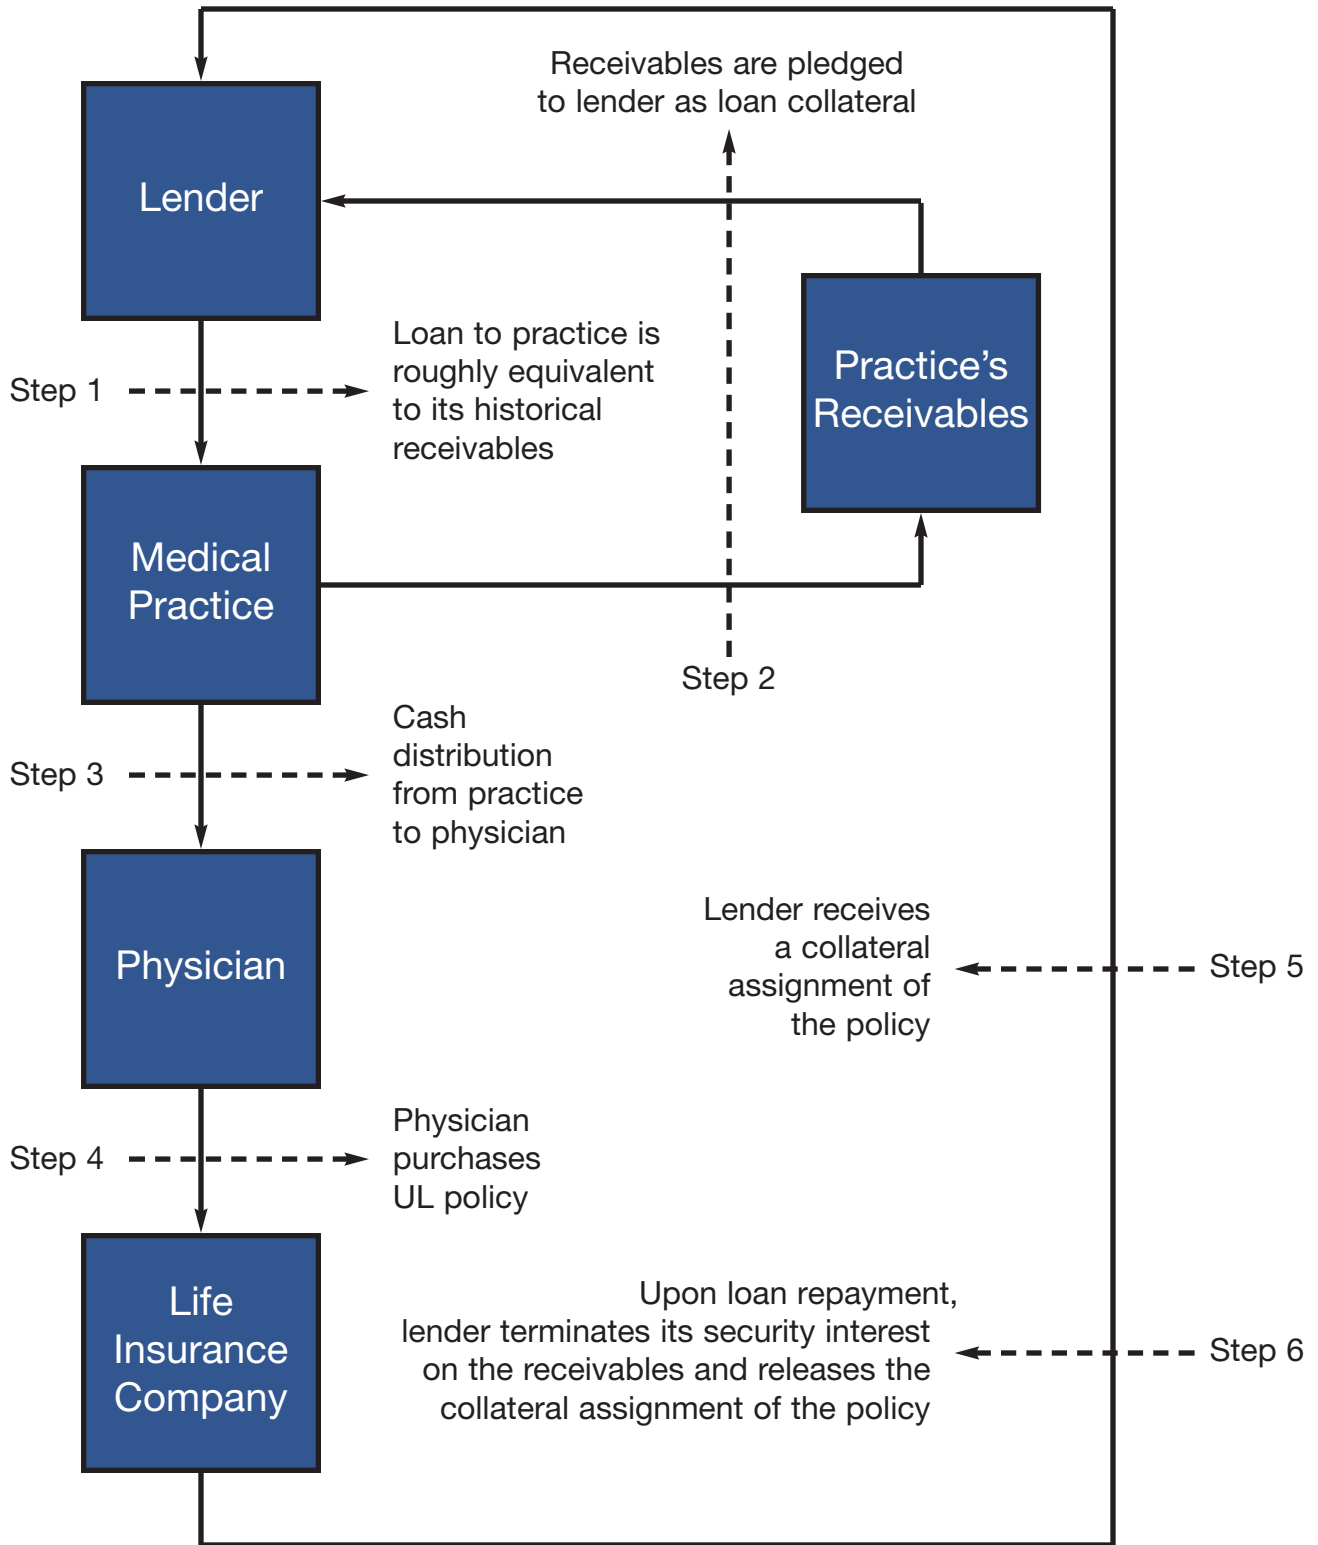 Receivables are pledged
to lender as loan collateral
Lender
Practice's
Receivables
Step 1
Loan to practice is
roughly equivalent
to its historical
receivables
Medical
Practice
Step 2
Step 3
Cash
distribution
from practice
to physician
Physician
Lender receives
a collateral
assignment of
the policy
Step 5
Step 4
Physician
purchases
UL policy
Life
Insurance
Company
Upon loan repayment,
lender terminates its security interest
on the receivables and releases the
collateral assignment of the policy
Step 6